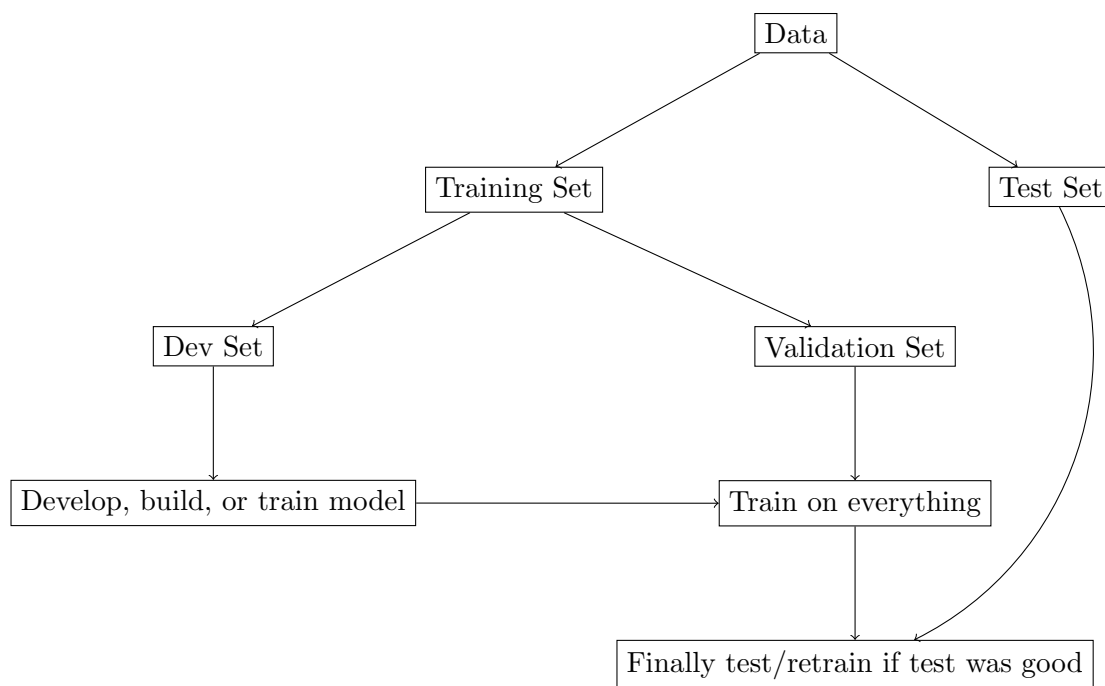 Data
Training Set
Test Set
Dev Set
Validation Set
Develop, build, or train model
Train on everything
Finally test/retrain if test was good